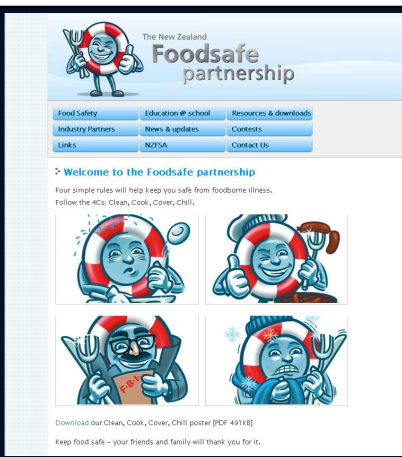 The New Zealand
Foodsafe
partnership
Food Safety
Education @ school
Resources & downloads
Industry Partners
News & updates
Contests
Links
NZFSA
Contact Us
Welcome to the Foodsafe partnership
Four simple rules will help keep you safe from foodborne illness.
Follow the 4Cs: Clean, Cook, Cover, Chill.
F-B-I
Download our Clean, Cook, Cover, Chill poster [PDF 491KB]
Keep food safe - your friends and family will thank you for it.